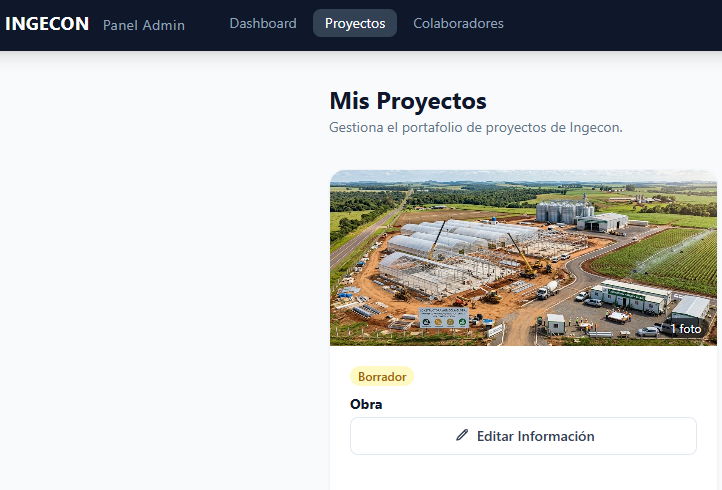 INGECON Panel Admin Dashboard Proyectos Colaboradores
Mis Proyectos
Gestiona el portafolio de proyectos de Ingecon.
1 foto
Borrador
Obra
Editar Información